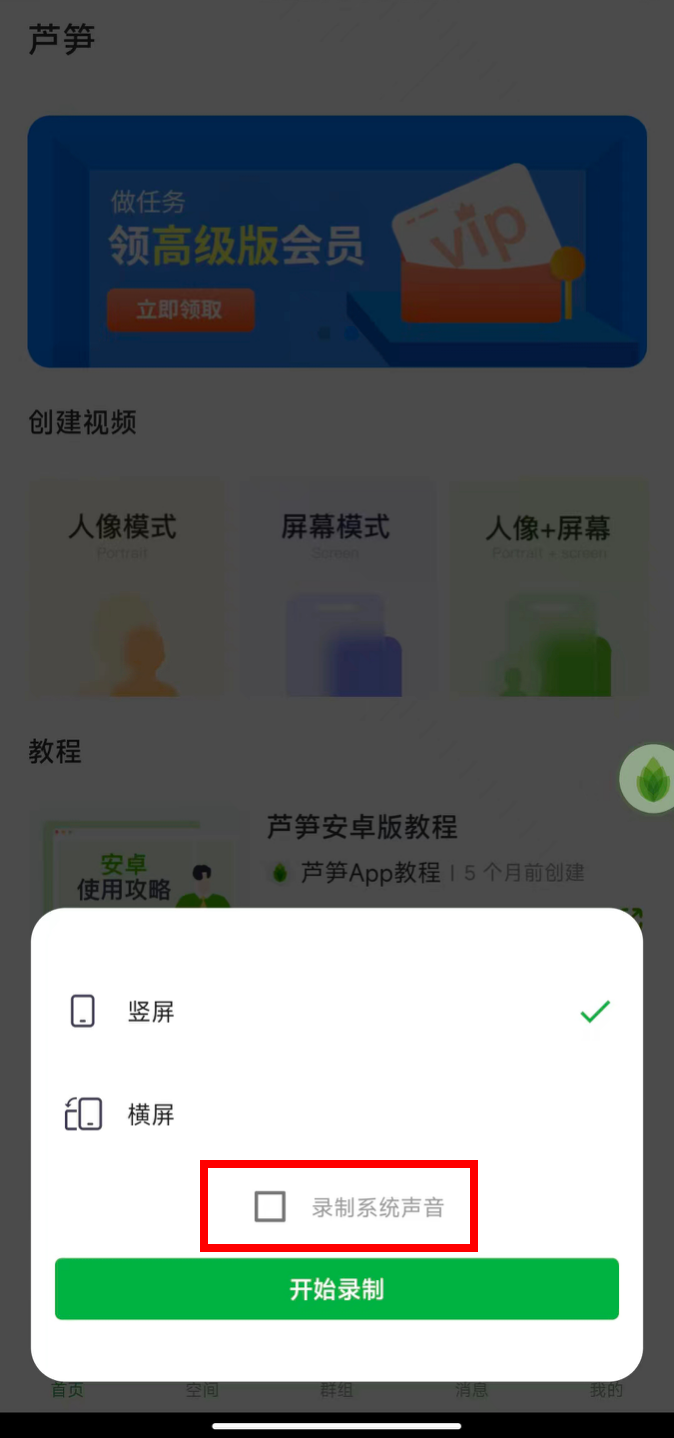 芦笋
做任务
领高级版会员
立即领取
vip
创建视频
人像模式
Portrait
屏幕模式
Screen
人像+屏幕
Portrait + screen
教程
安卓
使用攻略
芦笋安卓版教程
芦笋App教程 | 5 个月前创建
竖屏
横屏
录制系统声音
开始录制
首页
空间
群组
消息
我的